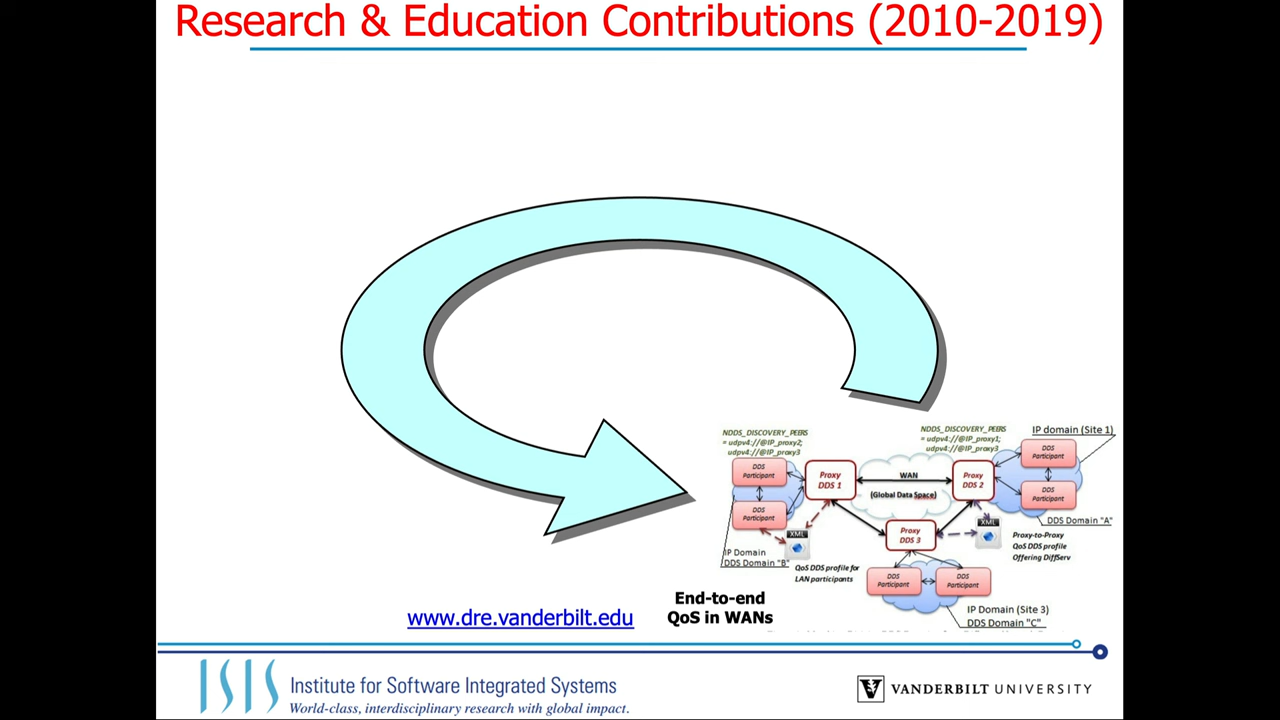 Research & Education Contributions (2010-2019)
NDDS_DISCOVERY_PEERS
= udpv4://@IP_proxy2;
udpv4://@IP_proxy3
NDDS_DISCOVERY_PEERS
= udpv4://@IP_proxy1;
udpv4://@IP_proxy3
IP domain (Site 1)
DDS
Participant
DDS
Participant
Proxy
DDS 1
WAN
(Global Data Space)
Proxy
DDS 2
DDS
Participant
DDS
Participant
DDS Domain "A"
Proxy
DDS 3
XML
XML
Proxy-to-Proxy
QoS DDS profile
Offering DiffServ
IP Domain
DDS Domain "B"
QoS DDS profile for
LAN participants
DDS
Participant
DDS
Participant
IP Domain (Site 3)
DDS Domain "C"
End-to-end
QoS in WANs
www.dre.vanderbilt.edu
ISIS
Institute for Software Integrated Systems
World-class, interdisciplinary research with global impact.
V
VANDERBILT UNIVERSITY